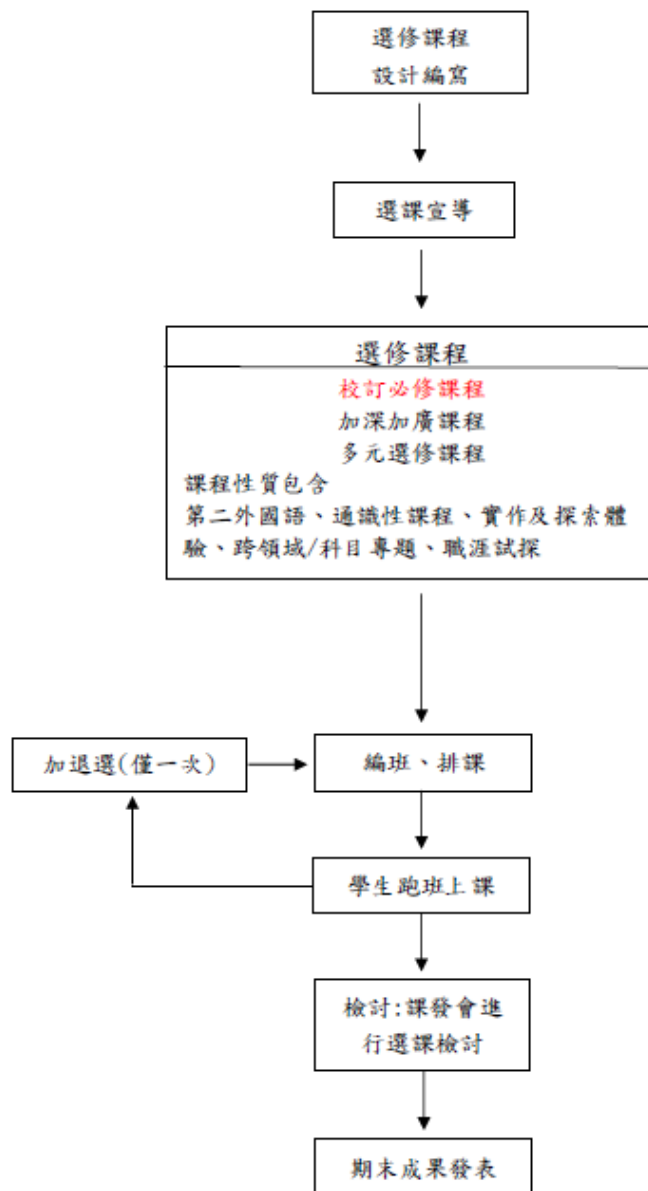 選修課程
設計編寫
選課宣導
選修課程
校訂必修課程
加深加廣課程
多元選修課程
課程性質包含
第二外國語、通識性課程、實作及探索體
驗、跨領域/科目專題、職涯試探
加退選(僅一次)
編班、排課
學生跑班上課
檢討:課發會進
行選課檢討
期末成果發表